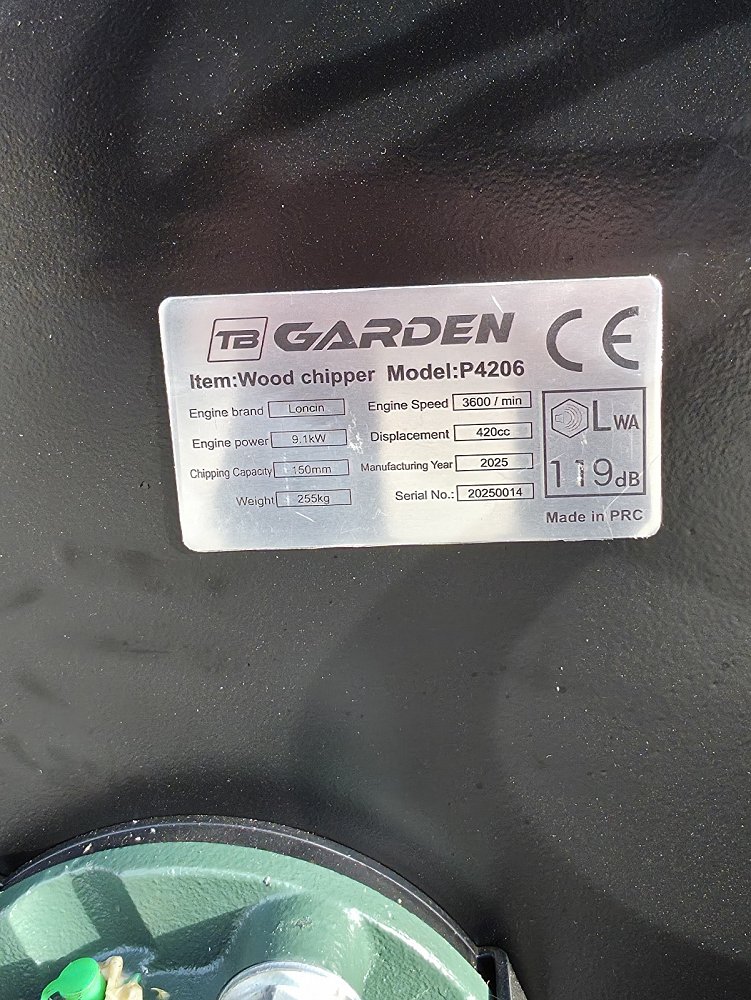 TB GARDEN CE
Item:Wood chipper Model:P4206
Engine brand Loncin Engine Speed 3600 / min
Engine power 9.1kW Displacement 420cc
Chipping Capacity 150mm Manufacturing Year 2025
Weight 255kg Serial No.: 20250014
LWA
119dB
Made in PRC